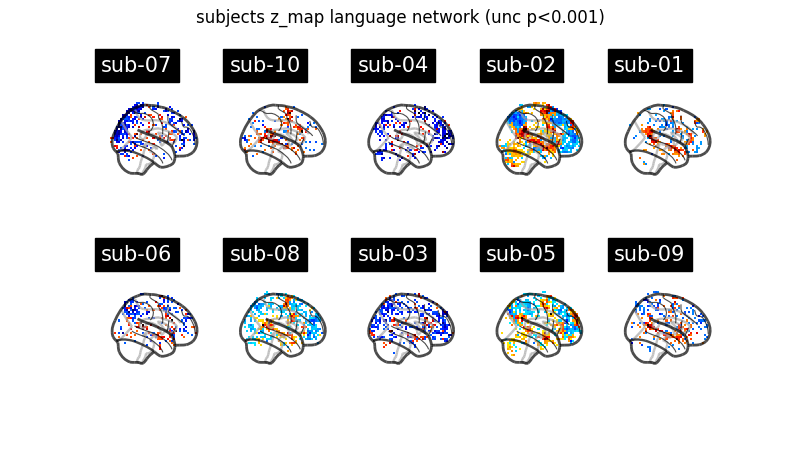 subjects z_map language network (unc p<0.001)
sub-07
sub-10
sub-04
sub-02
sub-01
sub-06
sub-08
sub-03
sub-05
sub-09